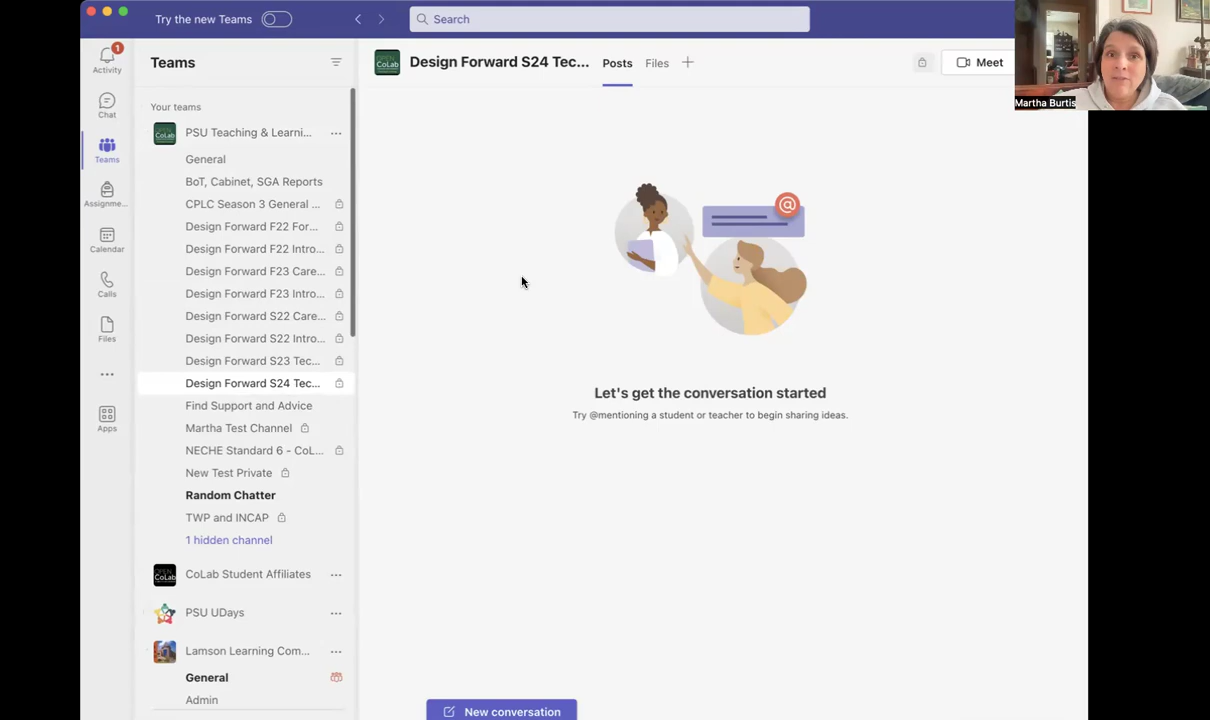 Try the new Teams
Search
1
Activity
Chat
Teams
Assignme...
Calendar
Calls
Files
Apps
Teams
Your teams
PSU Teaching & Learni...
General
BoT, Cabinet, SGA Reports
CPLC Season 3 General ...
Design Forward F22 For...
Design Forward F22 Intro...
Design Forward F23 Care...
Design Forward F23 Intro...
Design Forward S22 Care...
Design Forward S22 Intro...
Design Forward S23 Tec...
Design Forward S24 Tec...
Find Support and Advice
Martha Test Channel
NECHE Standard 6 - CoL...
New Test Private
Random Chatter
TWP and INCAP
1 hidden channel
CoLab Student Affiliates
PSU UDays
Lamson Learning Com...
General
Admin
OPEN
CoLab
Design Forward S24 Tec...
Posts
Files
Meet
Martha Burtis
@
Let's get the conversation started
Try @mentioning a student or teacher to begin sharing ideas.
New conversation